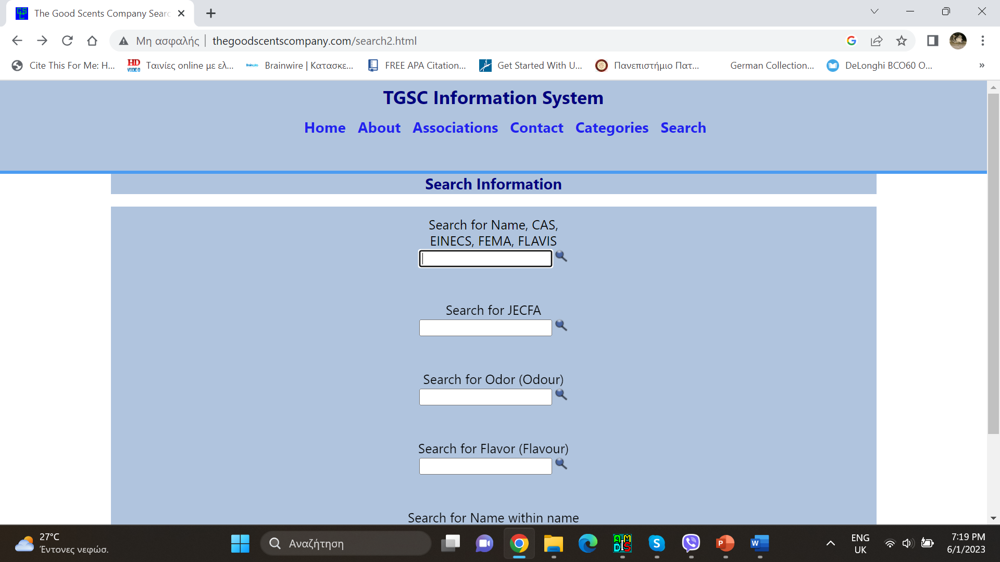 The Good Scents Company Searc
Μη ασφαλής
thegoodscentscompany.com/search2.html
Cite This For Me: H...
HD VIDEO
Ταινίες online με ελ...
Brainwire
Brainwire | Κατασκε...
FREE APA Citation...
Get Started With U...
Πανεπιστήμιο Πατ...
German Collection...
DeLonghi BCO60 O...
»
TGSC Information System
Home About Associations Contact Categories Search
Search Information
Search for Name, CAS,
EINECS, FEMA, FLAVIS
Search for JECFA
Search for Odor (Odour)
Search for Flavor (Flavour)
Search for Name within name
27°C
Έντονες νεφώσ.
Αναζήτηση
AMDIS
S
P
W
ENG
UK
7:19 PM
6/1/2023